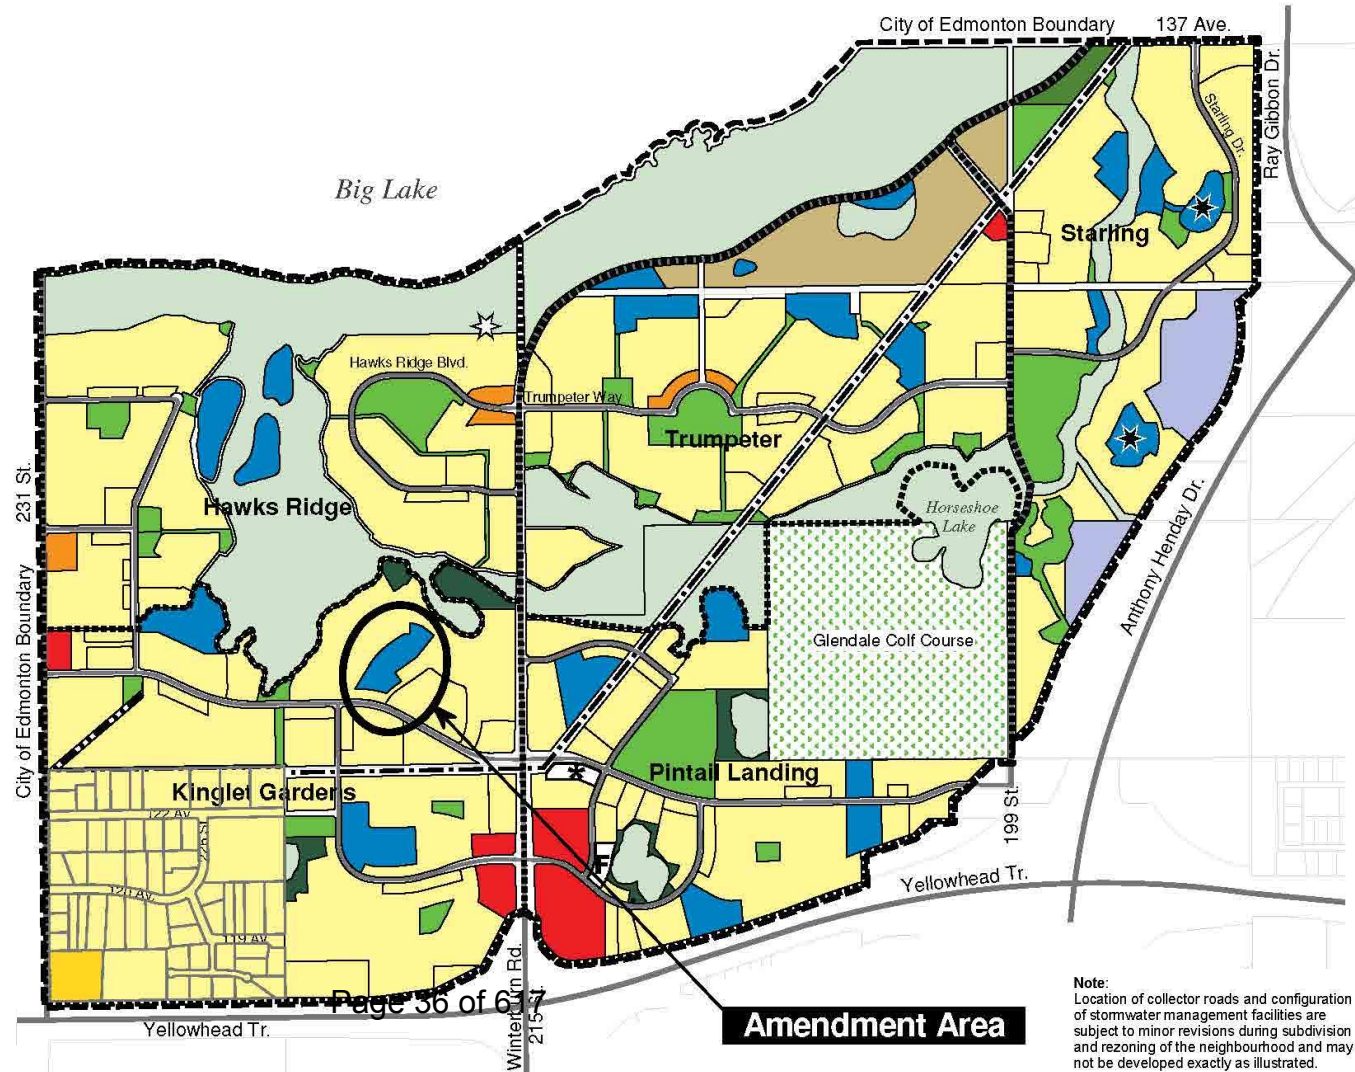 City of Edmonton Boundary
137 Ave.
Ray Gibbon Dr.
Starling Dr.
Big Lake
Starling
Hawks Ridge Blvd.
Trumpeter Way
Trumpeter
231 St.
Hawks Ridge
Horseshoe
Lake
Anthony Henday Dr.
City of Edmonton Boundary
Glendale Colf Course
Kinglet Gardens
Pintail Landing
122 AV
226 ST
199 St.
F
Yellowhead Tr.
119 AV
Page 36 of 617
Yellowhead Tr.
Winterburn Rd.
Amendment Area
Note:
Location of collector roads and configuration
of stormwater management facilities are
subject to minor revisions during subdivision
and rezoning of the neighbourhood and may
not be developed exactly as illustrated.